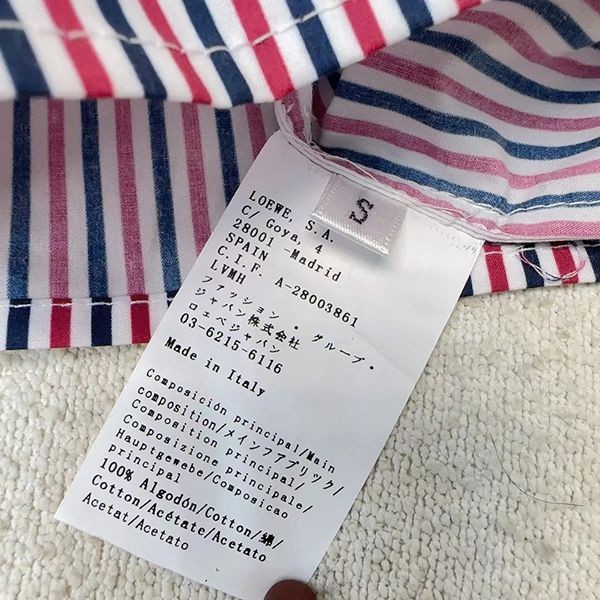 S
LOEWE, S.A.
C/ Goya, 4
28001 -Madrid
SPAIN
C.I.F. A-28003861
LVMH
ファッション・グループ・
ジャパン株式会社
ロエベジャパン
03-6215-6116
Made in Italy
Composición principal/Main
composition/メインファブリック/
Composition principal/
Composizione principale/
Hauptgewebe/Composicao
principal
100% Algodón/Cotton/綿/
Cotton/Acétate/Acetato
Acetat/Acetato